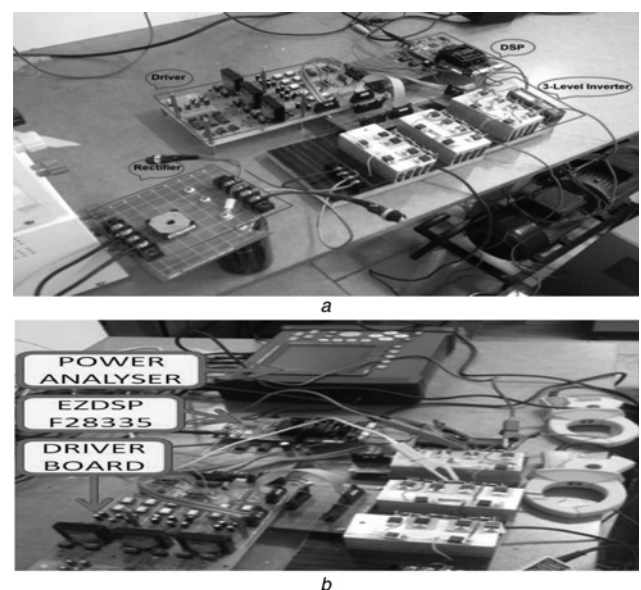 DSP
Driver
3-Level Inverter
Rectifier
a
POWER
ANALYSER
EZDSP
F28335
DRIVER
BOARD
b